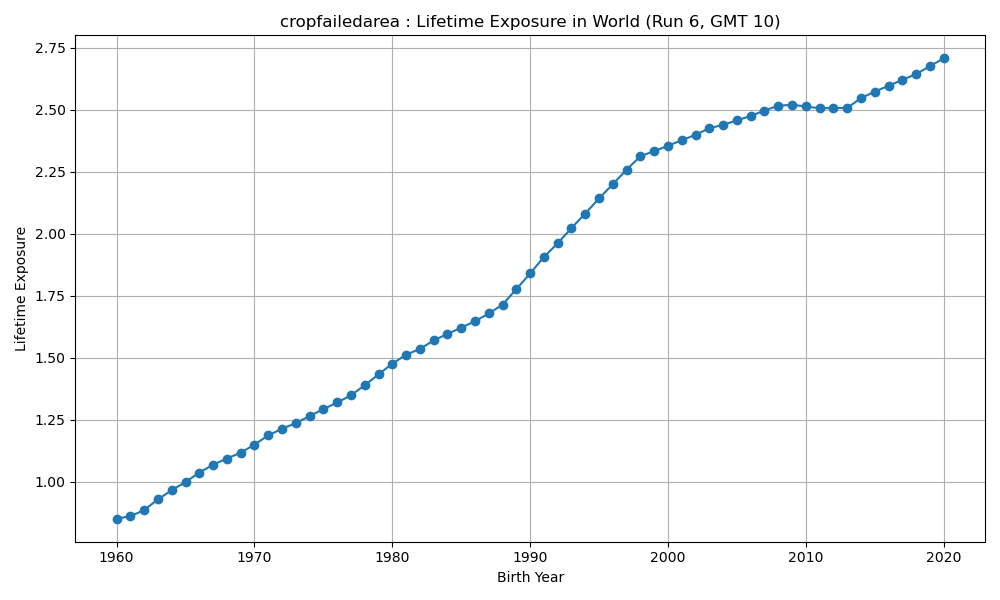 cropfailedarea : Lifetime Exposure in World (Run 6, GMT 10)
Lifetime Exposure
2.75
2.50
2.25
2.00
1.75
1.50
1.25
1.00
1960 1970 1980 1990 2000 2010 2020
Birth Year